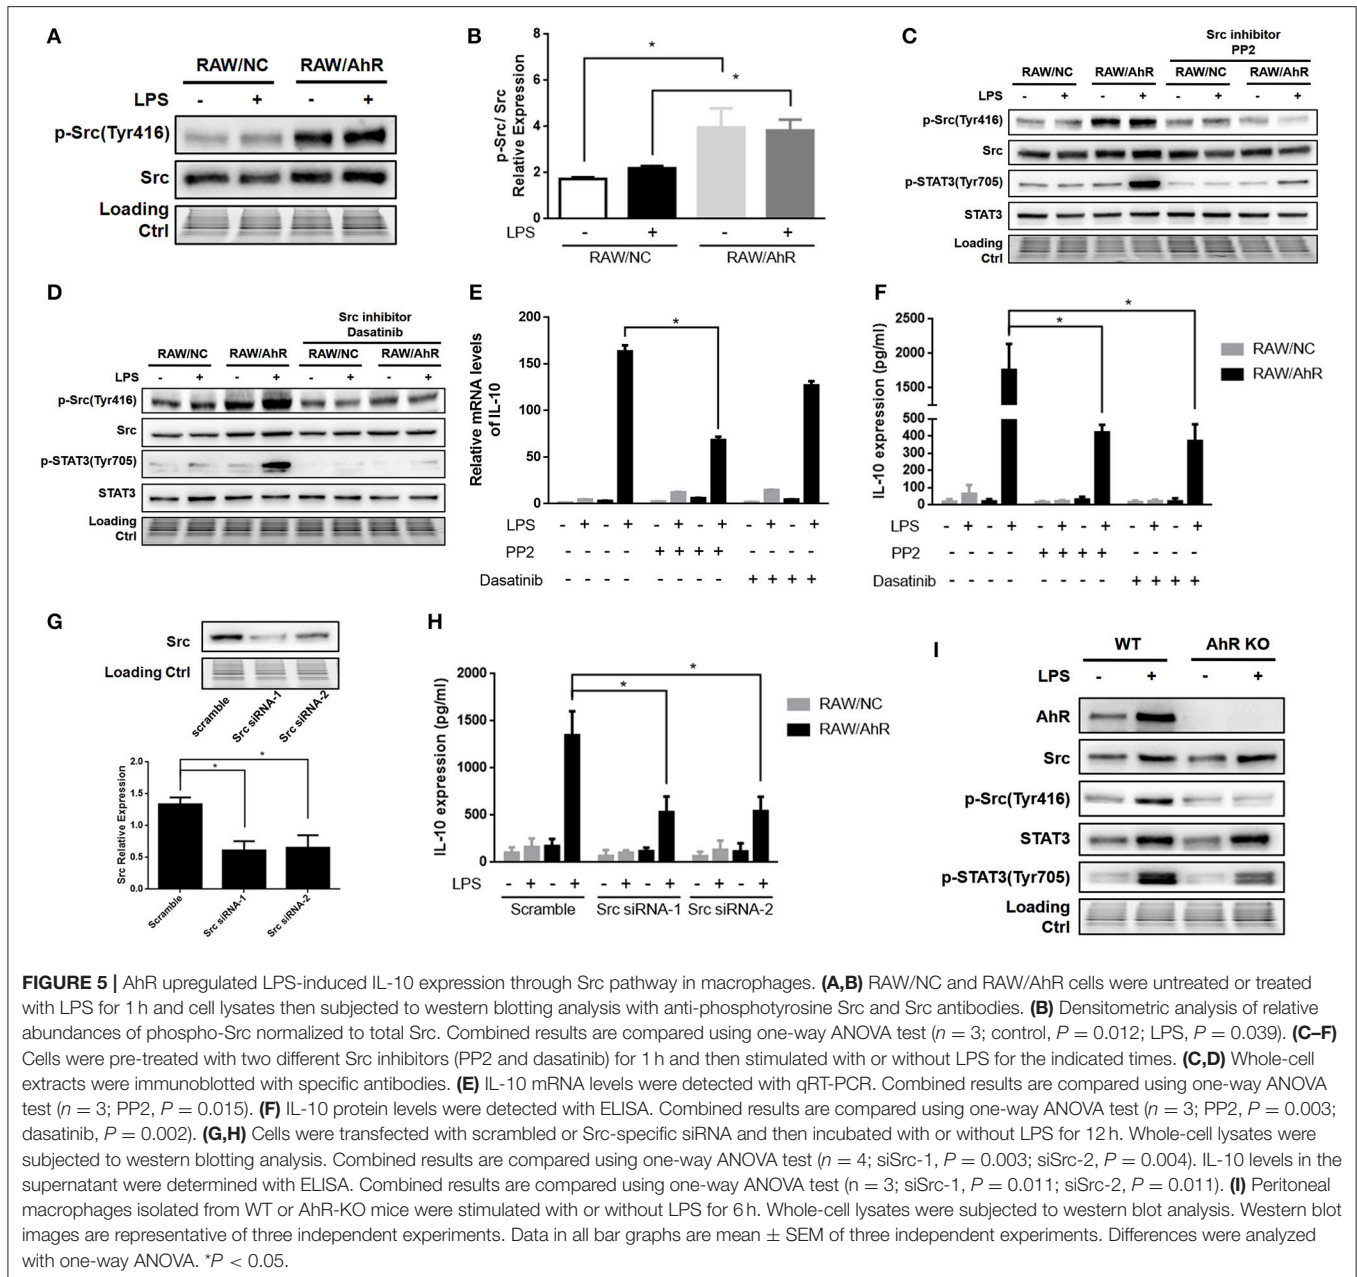 A
RAW/NC RAW/AhR
LPS - + - +
p-Src(Tyr416)
Src
Loading
Ctrl
B
p-Src/ Src
Relative Expression
8
6
4
2
0
* *
LPS - + - +
RAW/NC RAW/AhR
C
Src inhibitor
PP2
RAW/NC RAW/AhR RAW/NC RAW/AhR
LPS - + - + - + - +
p-Src(Tyr416)
Src
p-STAT3(Tyr705)
STAT3
Loading
Ctrl
D
Src inhibitor
Dasatinib
RAW/NC RAW/AhR RAW/NC RAW/AhR
LPS - + - + - + - +
p-Src(Tyr416)
Src
p-STAT3(Tyr705)
STAT3
Loading
Ctrl
E
Relative mRNA levels
of IL-10
200
150
100
50
0
*
LPS - + - + - + - + - + - +
PP2 - - - - + + + + - - - -
Dasatinib - - - - - - - - + + + +
F
IL-10 expression (pg/ml)
2500
2000
1500
500
400
300
200
100
0
* *
RAW/NC
RAW/AhR
LPS - + - + - + - + - + - +
PP2 - - - - + + + + - - - -
Dasatinib - - - - - - - - + + + +
G
Src
Loading Ctrl
scramble Src siRNA-1 Src siRNA-2
Src Relative Expression
2.0
1.5
1.0
0.5
0.0
* *
Scramble Src siRNA-1 Src siRNA-2
H
IL-10 expression (pg/ml)
2000
1500
1000
500
0
* *
RAW/NC
RAW/AhR
LPS - + - + - + - + - + - +
Scramble Src siRNA-1 Src siRNA-2
I
WT AhR KO
LPS - + - +
AhR
Src
p-Src(Tyr416)
STAT3
p-STAT3(Tyr705)
Loading
Ctrl
FIGURE 5 | AhR upregulated LPS-induced IL-10 expression through Src pathway in macrophages. (A,B) RAW/NC and RAW/AhR cells were untreated or treated
with LPS for 1 h and cell lysates then subjected to western blotting analysis with anti-phosphotyrosine Src and Src antibodies. (B) Densitometric analysis of relative
abundances of phospho-Src normalized to total Src. Combined results are compared using one-way ANOVA test (n = 3; control, P = 0.012; LPS, P = 0.039). (C–F)
Cells were pre-treated with two different Src inhibitors (PP2 and dasatinib) for 1 h and then stimulated with or without LPS for the indicated times. (C,D) Whole-cell
extracts were immunoblotted with specific antibodies. (E) IL-10 mRNA levels were detected with qRT-PCR. Combined results are compared using one-way ANOVA
test (n = 3; PP2, P = 0.015). (F) IL-10 protein levels were detected with ELISA. Combined results are compared using one-way ANOVA test (n = 3; PP2, P = 0.003;
dasatinib, P = 0.002). (G,H) Cells were transfected with scrambled or Src-specific siRNA and then incubated with or without LPS for 12 h. Whole-cell lysates were
subjected to western blotting analysis. Combined results are compared using one-way ANOVA test (n = 4; siSrc-1, P = 0.003; siSrc-2, P = 0.004). IL-10 levels in the
supernatant were determined with ELISA. Combined results are compared using one-way ANOVA test (n = 3; siSrc-1, P = 0.011; siSrc-2, P = 0.011). (I) Peritoneal
macrophages isolated from WT or AhR-KO mice were stimulated with or without LPS for 6 h. Whole-cell lysates were subjected to western blot analysis. Western blot
images are representative of three independent experiments. Data in all bar graphs are mean ± SEM of three independent experiments. Differences were analyzed
with one-way ANOVA. *P < 0.05.